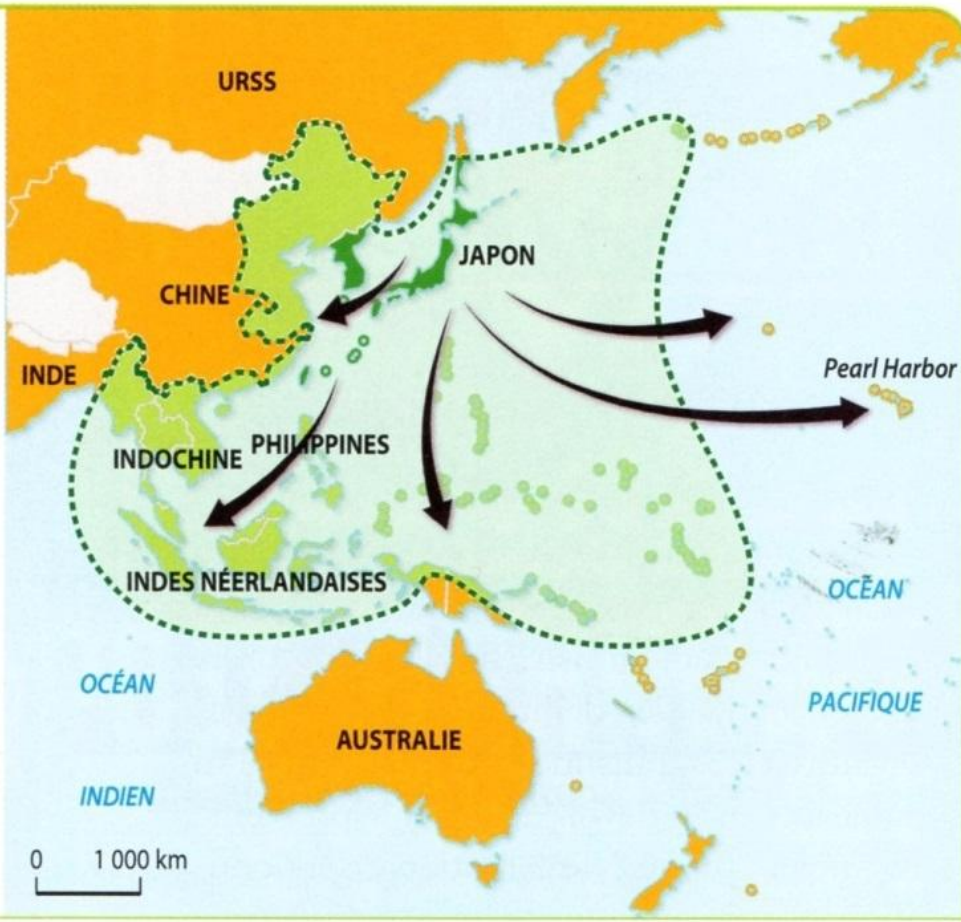 URSS
JAPON
CHINE
INDE
Pearl Harbor
PHILIPPINES
INDOCHINE
INDES NÉERLANDAISES
OCÉAN
OCÉAN
PACIFIQUE
AUSTRALIE
INDIEN
0 1 000 km